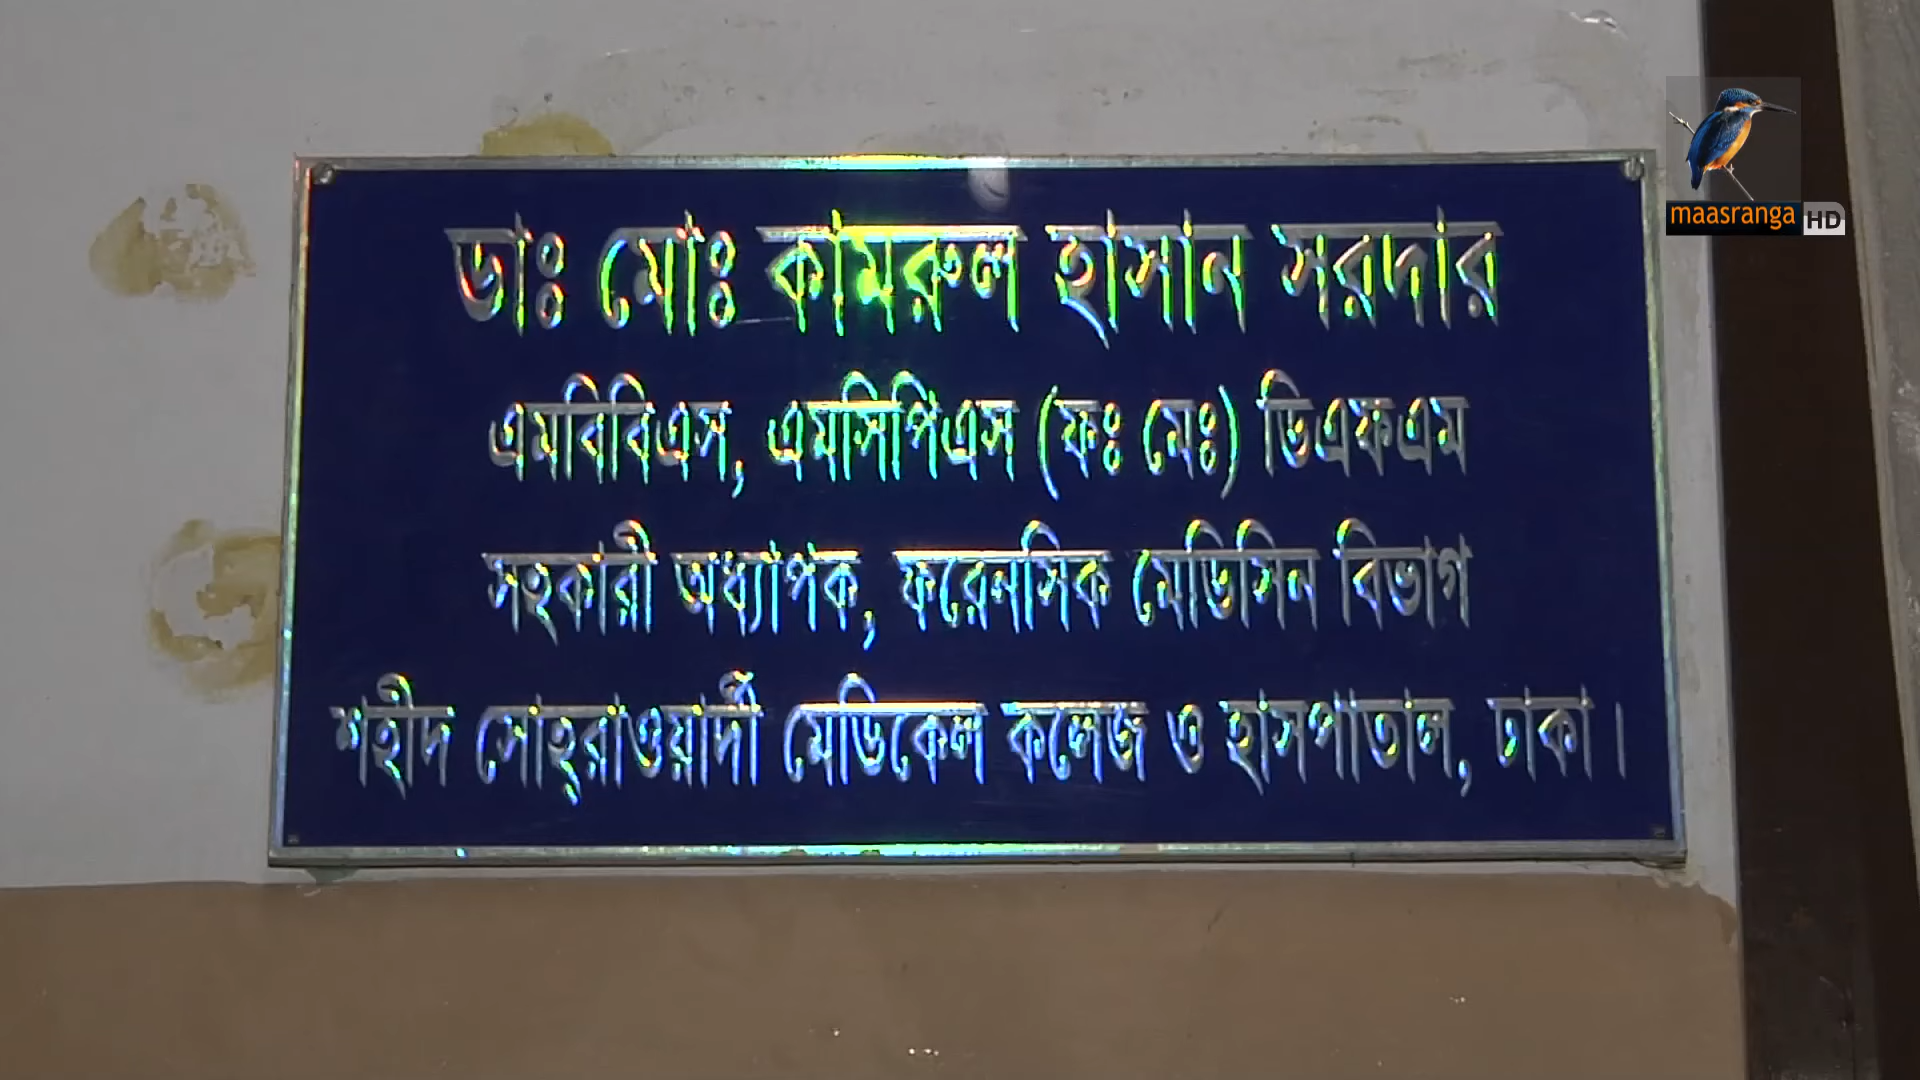 ডাঃ মোঃ কামরুল হাসান সরদার
এমবিবিএস, এমসিপিএস (ফঃ মেঃ) ডিএফএম
সহকারী অধ্যাপক, ফরেনসিক মেডিসিন বিভাগ
শহীদ সোহ্‌রাওয়ার্দী মেডিকেল কলেজ ও হাসপাতাল, ঢাকা।
maasranga HD